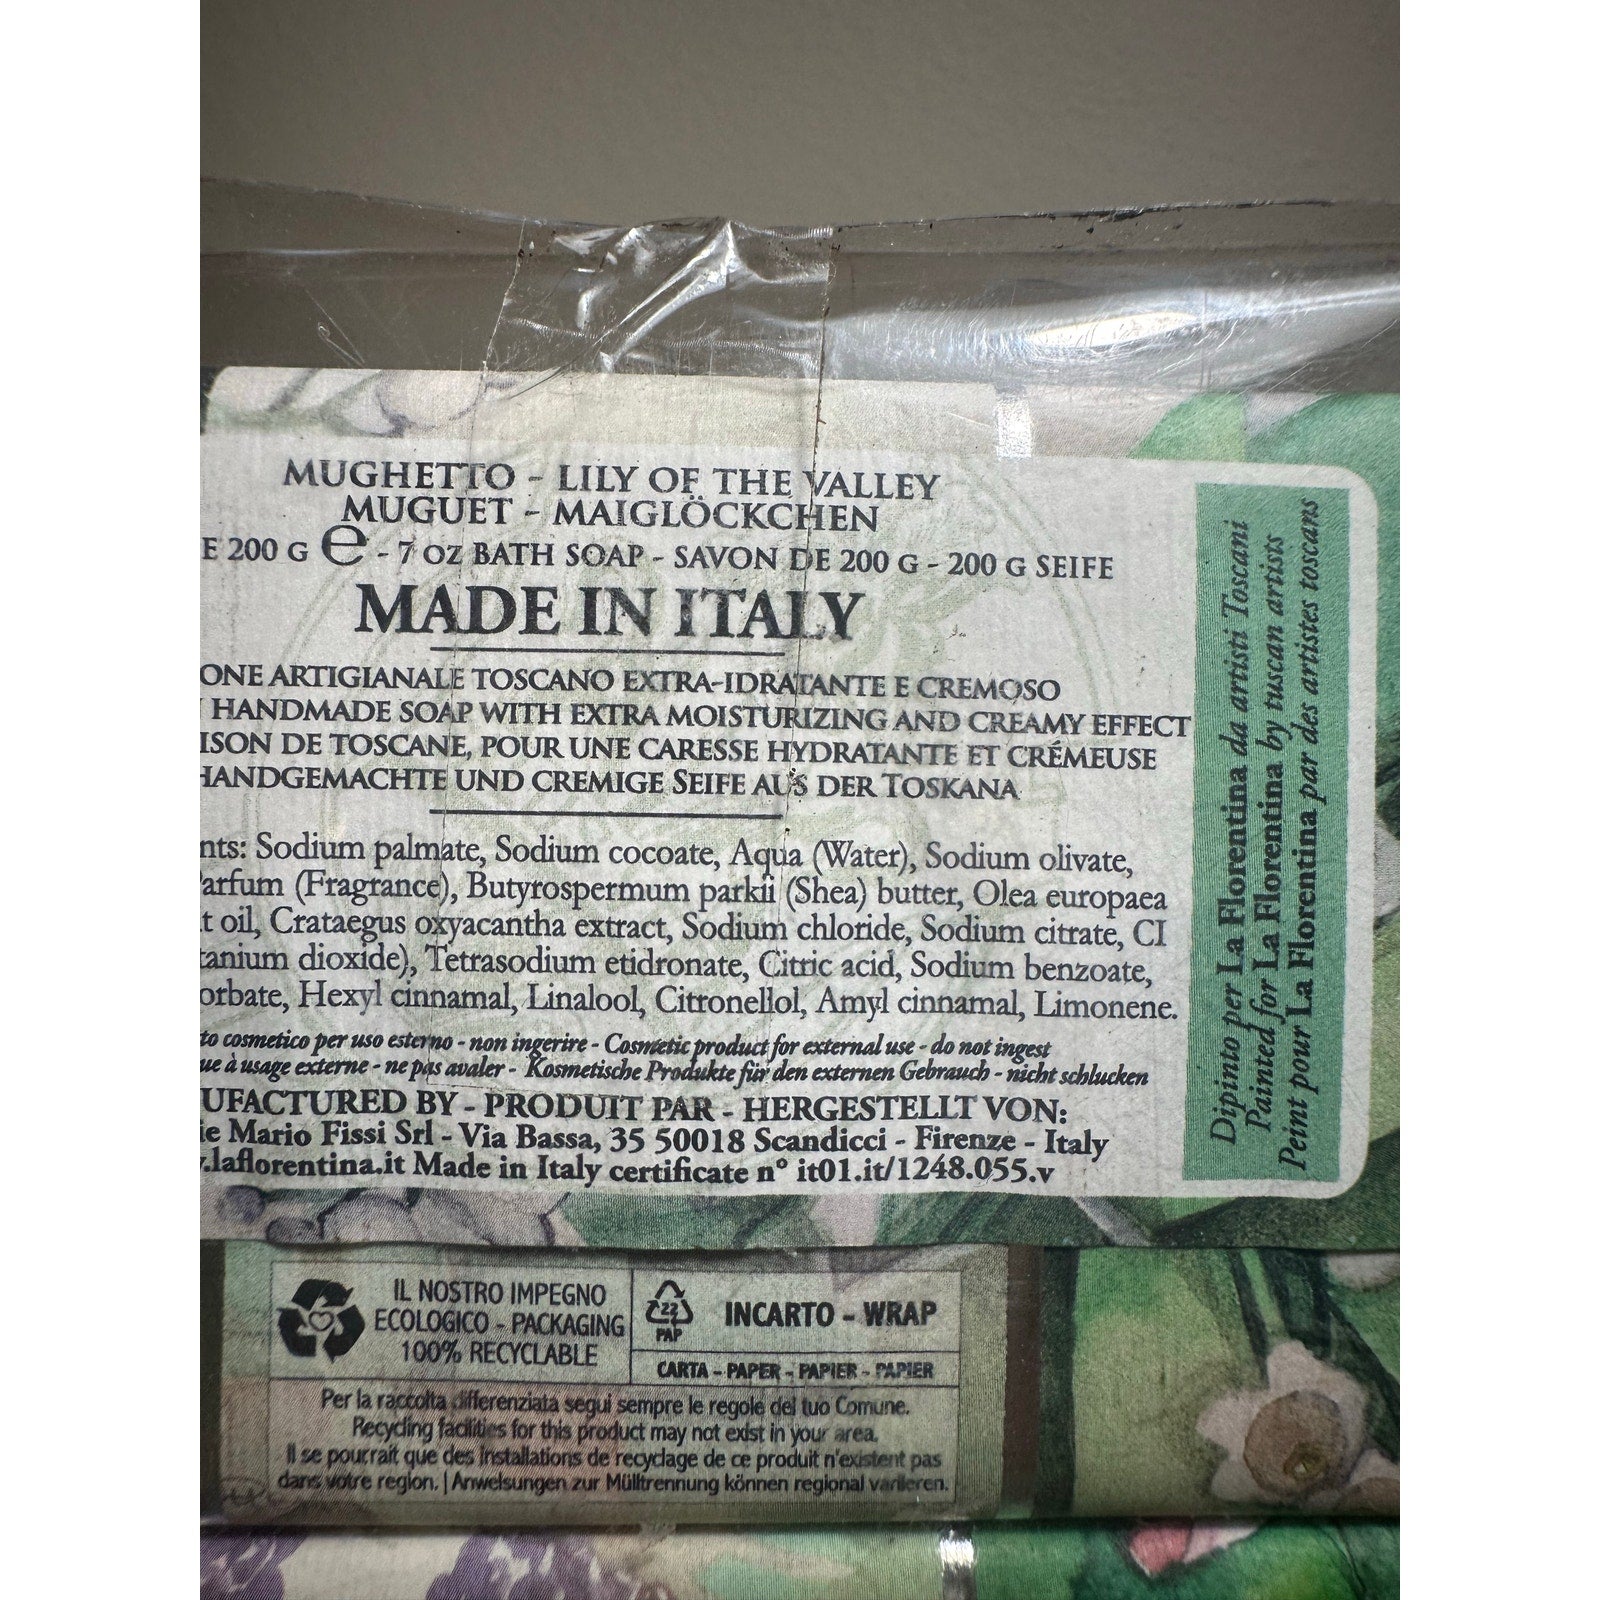 MUGHETTO - LILY OF THE VALLEY
MUGUET - MAIGLÖCKCHEN
E 200 G ℮ - 7 OZ BATH SOAP - SAVON DE 200 G - 200 G SEIFE
MADE IN ITALY
ONE ARTIGIANALE TOSCANO EXTRA-IDRATANTE E CREMOSO
HANDMADE SOAP WITH EXTRA MOISTURIZING AND CREAMY EFFECT
ISON DE TOSCANE, POUR UNE CARESSE HYDRATANTE ET CRÉMEUSE
HANDGEMACHTE UND CREMIGE SEIFE AUS DER TOSKANA
nts: Sodium palmate, Sodium cocoate, Aqua (Water), Sodium olivate,
arfum (Fragrance), Butyrospermum parkii (Shea) butter, Olea europaea
t oil, Crataegus oxyacantha extract, Sodium chloride, Sodium citrate, CI
tanium dioxide), Tetrasodium etidronate, Citric acid, Sodium benzoate,
orbate, Hexyl cinnamal, Linalool, Citronellol, Amyl cinnamal, Limonene.
to cosmetico per uso esterno - non ingerire - Cosmetic product for external use - do not ingest
ue à usage externe - ne pas avaler - Kosmetische Produkte für den externen Gebrauch - nicht schlucken
UFACTURED BY - PRODUIT PAR - HERGESTELLT VON:
ie Mario Fissi Srl - Via Bassa, 35 50018 Scandicci - Firenze - Italy
.laflorentina.it Made in Italy certificate n° it01.it/1248.055.v
Dipinto per La Florentina da artisti Toscani
Painted for La Florentina by tuscan artists
Peint pour La Florentina par des artistes toscans
IL NOSTRO IMPEGNO
ECOLOGICO - PACKAGING
100% RECYCLABLE
22
PAP
INCARTO - WRAP
CARTA - PAPER - PAPIER - PAPIER
Per la raccolta differenziata segui sempre le regole del tuo Comune.
Recycling facilities for this product may not exist in your area.
Il se pourrait que des Installations de recyclage de ce produit n'existent pas
dans votre region. | Anweisungen zur Mülltrennung können regional variieren.